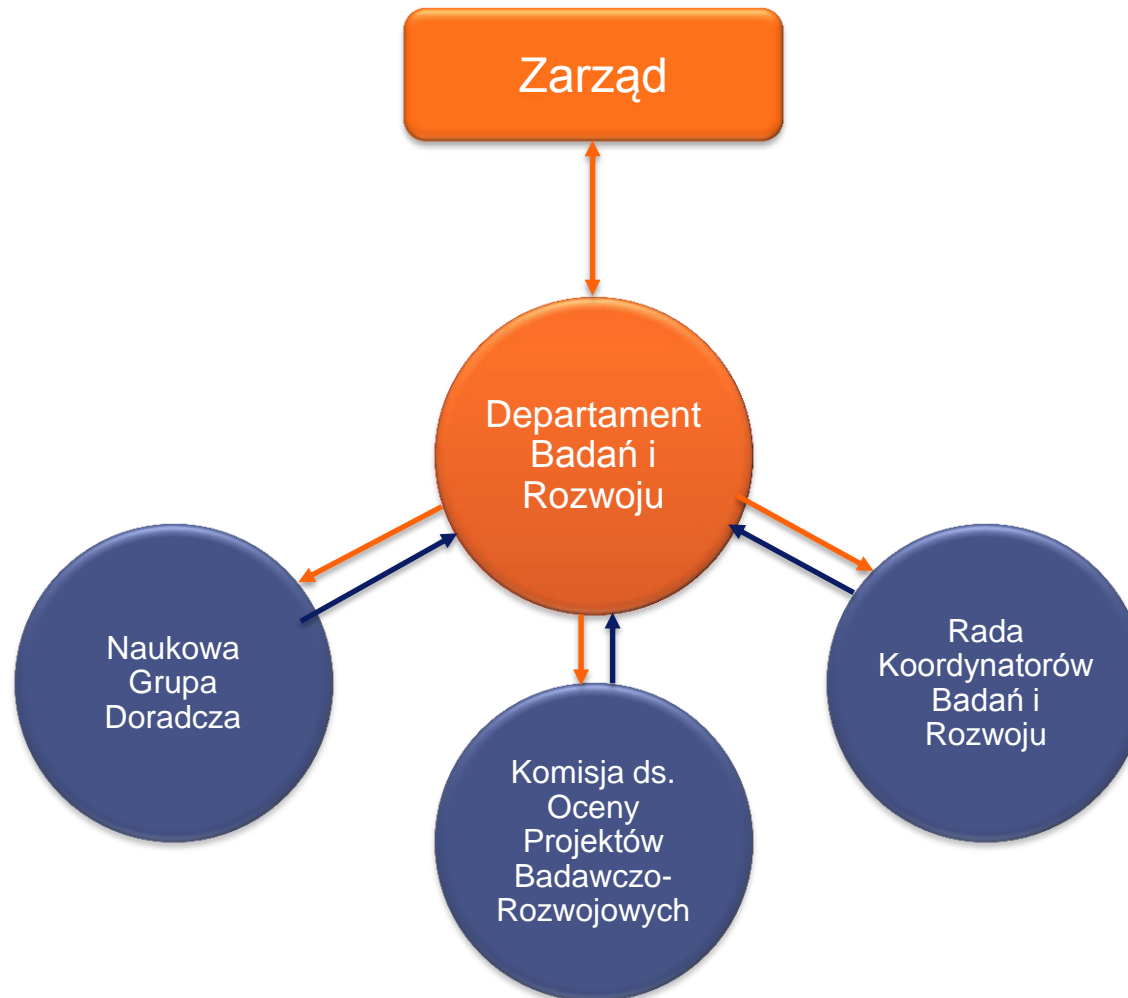 Zarząd
Departament
Badań i
Rozwoju
Naukowa
Grupa
Doradcza
Komisja ds.
Oceny
Projektów
Badawczo-
Rozwojowych
Rada
Koordynatorów
Badań i
Rozwoju